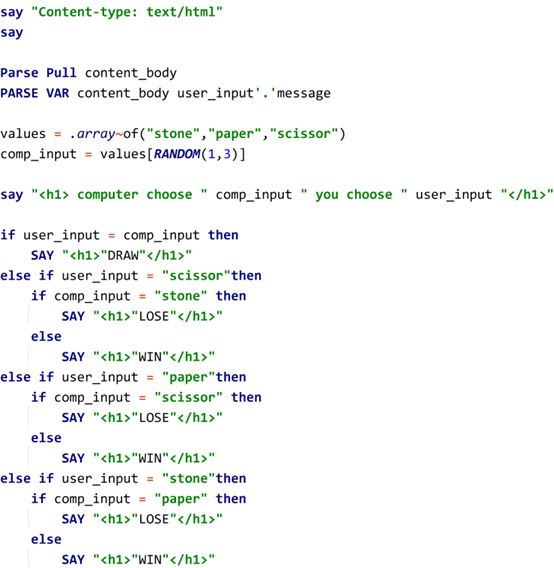 say "Content-type: text/html"
say
Parse Pull content_body
PARSE VAR content_body user_input'.'message
values = .array~of("stone","paper","scissor")
comp_input = values[RANDOM(1,3)]
say "<h1> computer choose " comp_input " you choose " user_input "</h1>"
if user_input = comp_input then
    SAY "<h1>"DRAW"</h1>"
else if user_input = "scissor"then
    if comp_input = "stone" then
        SAY "<h1>"LOSE"</h1>"
    else
        SAY "<h1>"WIN"</h1>"
else if user_input = "paper"then
    if comp_input = "scissor" then
        SAY "<h1>"LOSE"</h1>"
    else
        SAY "<h1>"WIN"</h1>"
else if user_input = "stone"then
    if comp_input = "paper" then
        SAY "<h1>"LOSE"</h1>"
    else
        SAY "<h1>"WIN"</h1>"